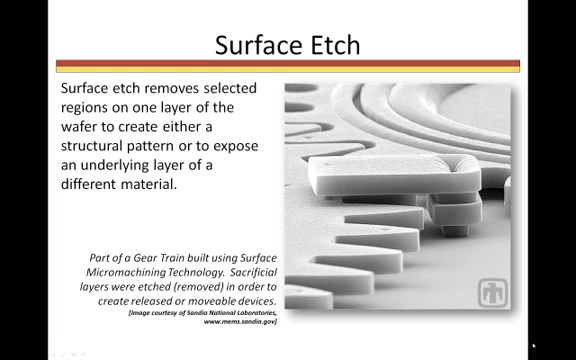 Surface Etch
Surface etch removes selected
regions on one layer of the
wafer to create either a
structural pattern or to expose
an underlying layer of a
different material.
Part of a Gear Train built using Surface
Micromachining Technology. Sacrificial
layers were etched (removed) in order to
create released or moveable devices.
[Image courtesy of Sandia National Laboratories,
www.mems.sandia.gov]